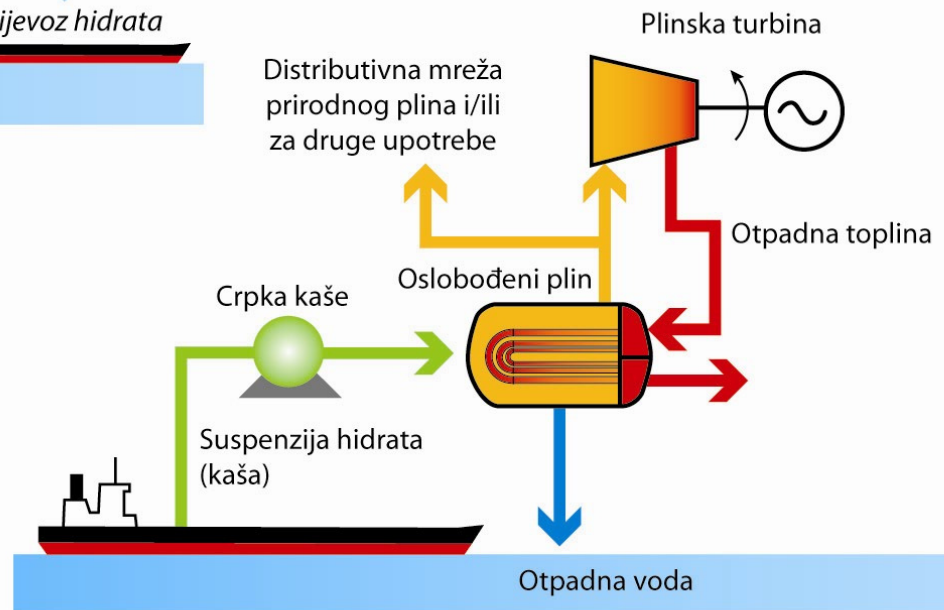 ijevoz hidrata
Plinska turbina
Distributivna mreža
prirodnog plina i/ili
za druge upotrebe
Otpadna toplina
Oslobođeni plin
Crpka kaše
Suspenzija hidrata
(kaša)
Otpadna voda